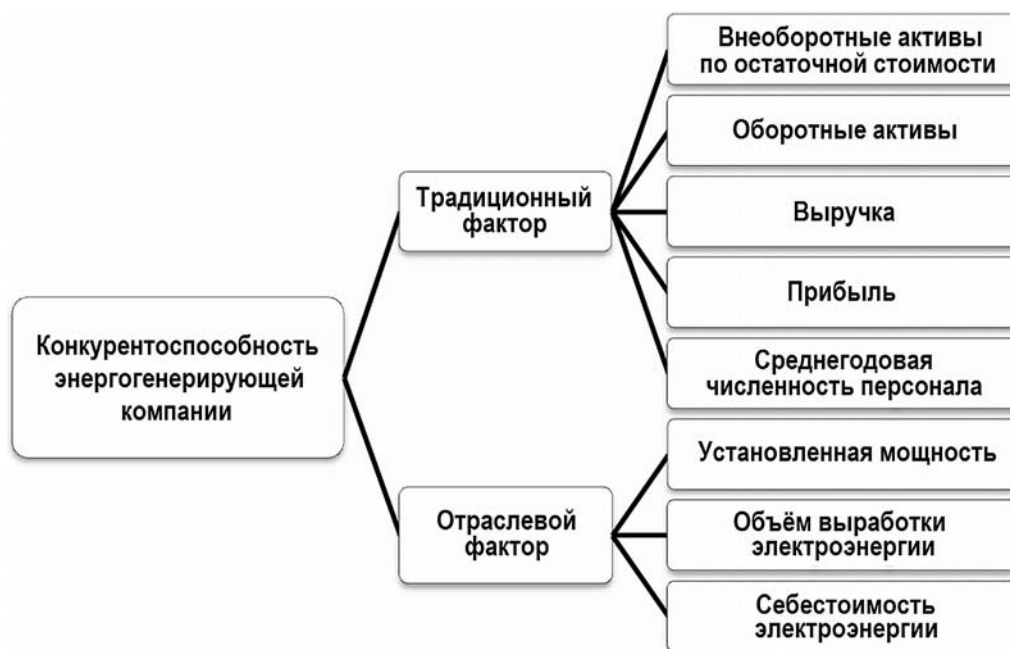 Конкурентоспособность
энергогенерирующей
компании
Традиционный
фактор
Внеоборотные активы
по остаточной стоимости
Оборотные активы
Выручка
Прибыль
Среднегодовая
численность персонала
Отраслевой
фактор
Установленная мощность
Объём выработки
электроэнергии
Себестоимость
электроэнергии